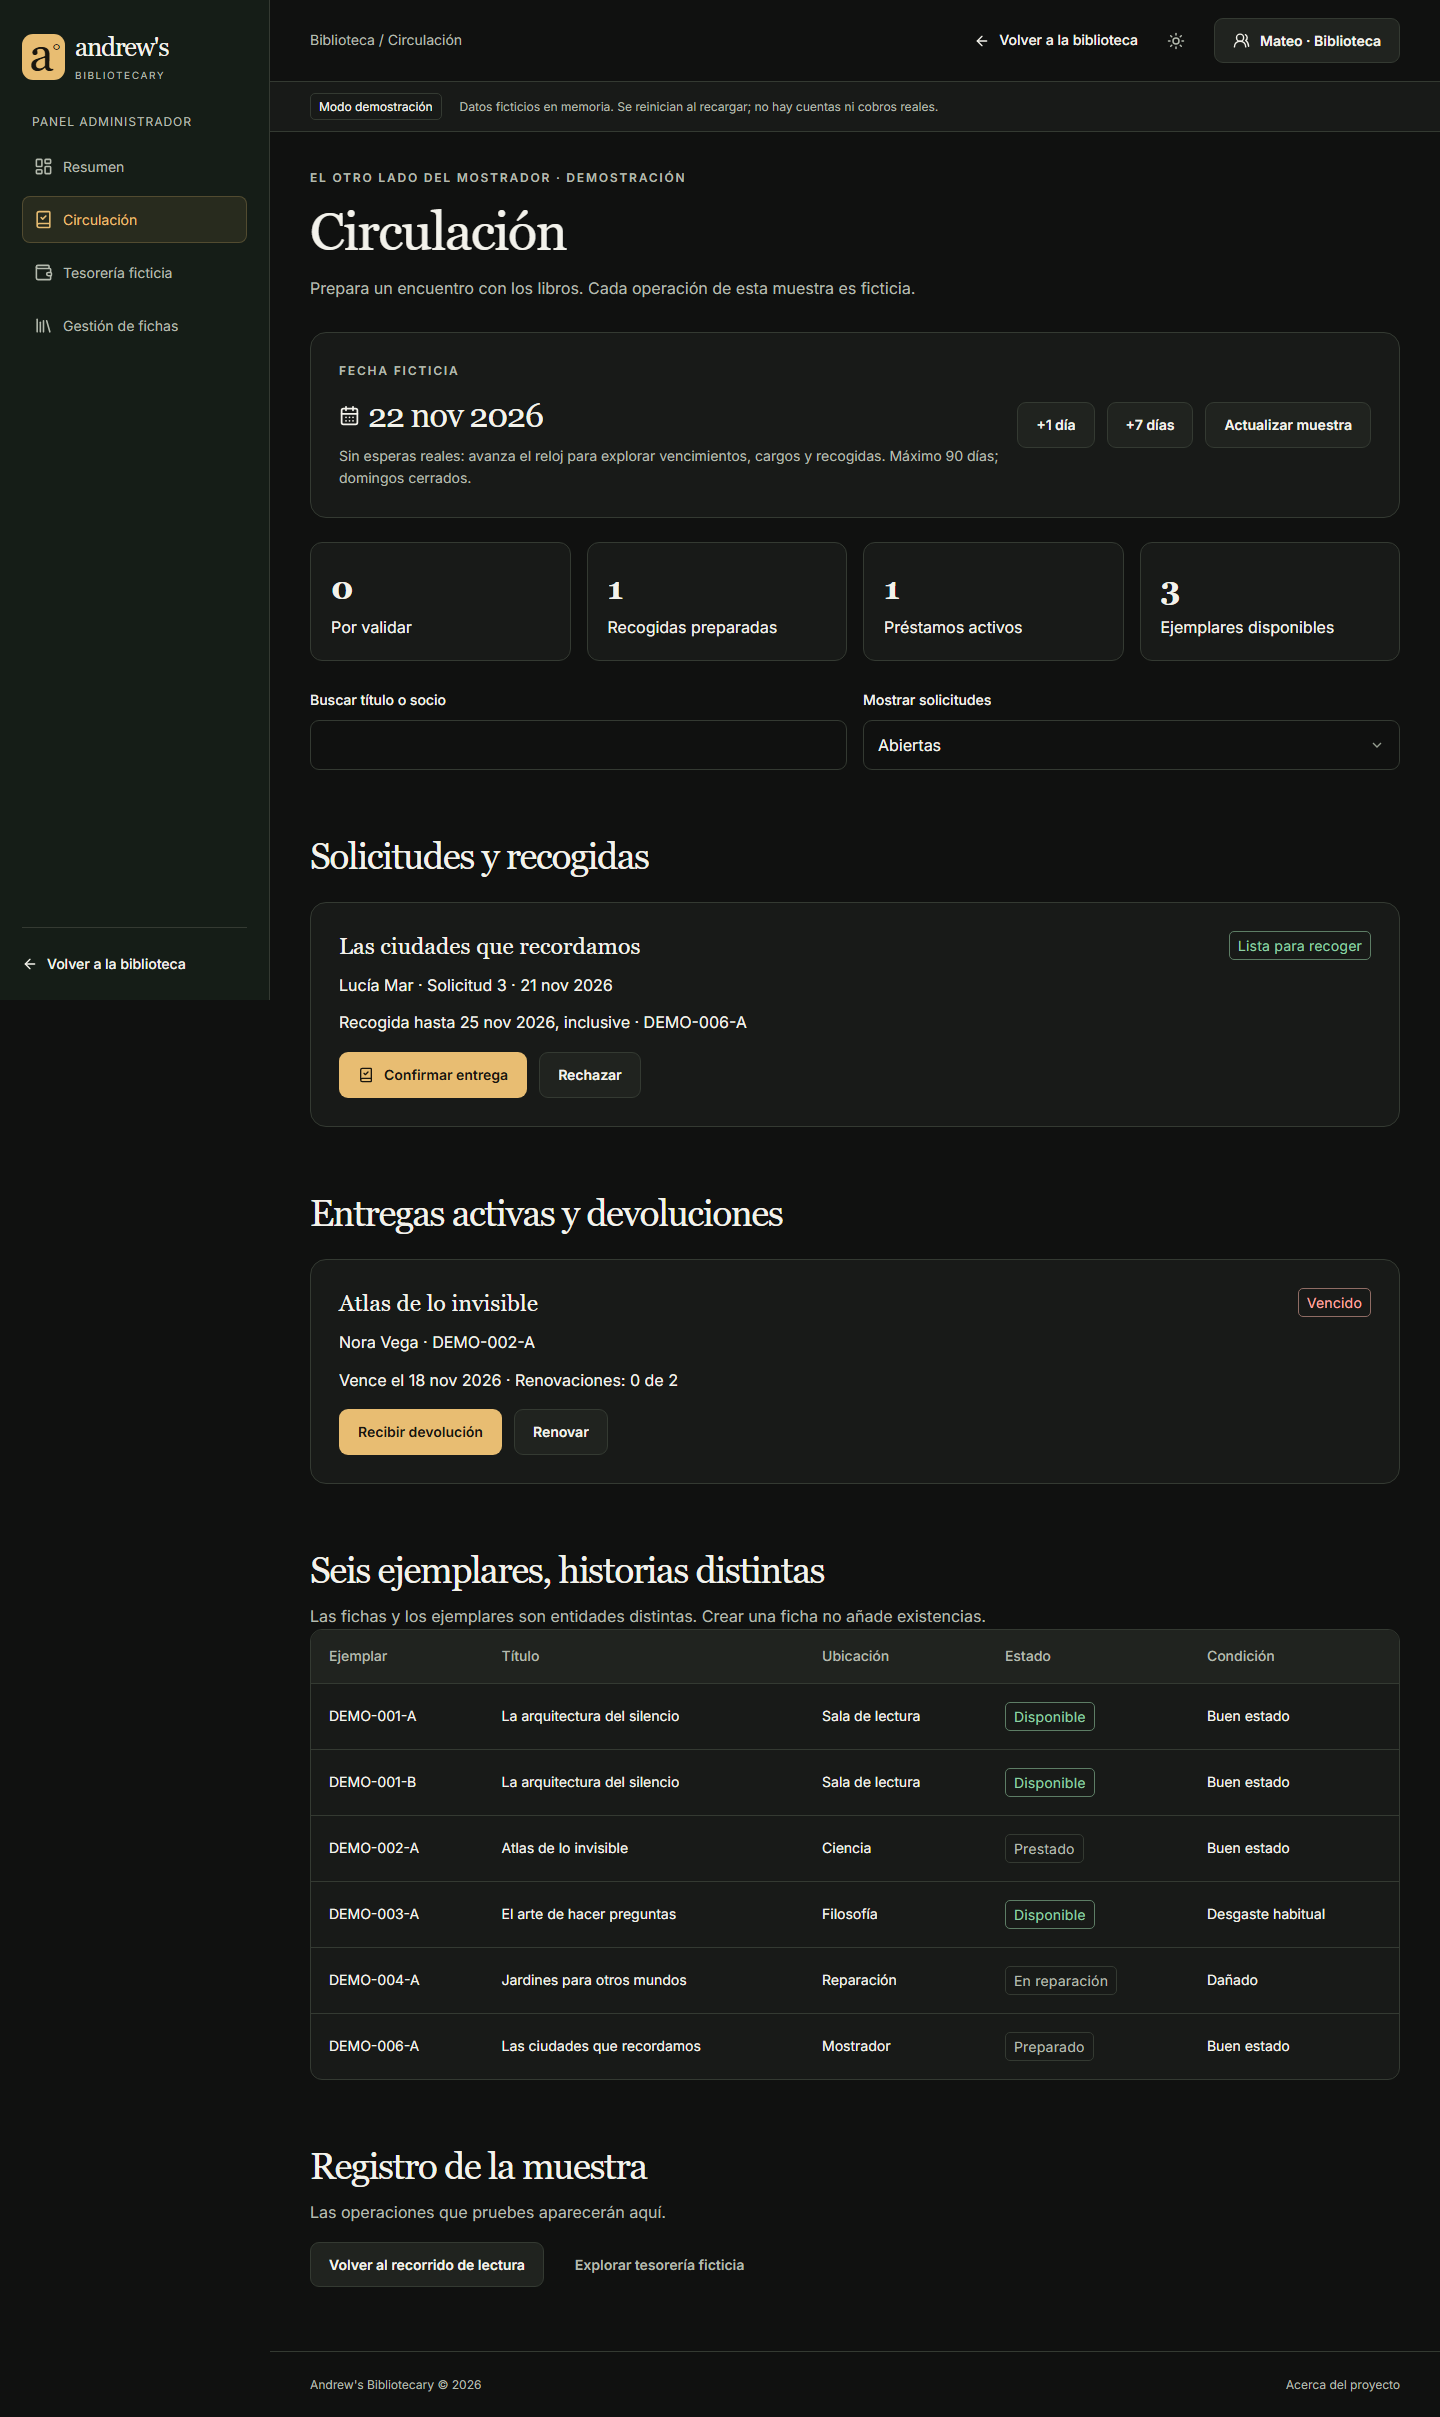 a°
andrew's
BIBLIOTECARY
PANEL ADMINISTRADOR
Resumen
Circulación
Tesorería ficticia
Gestión de fichas
Volver a la biblioteca
Biblioteca / Circulación
Volver a la biblioteca
Mateo · Biblioteca
Modo demostración
Datos ficticios en memoria. Se reinician al recargar; no hay cuentas ni cobros reales.
EL OTRO LADO DEL MOSTRADOR · DEMOSTRACIÓN
Circulación
Prepara un encuentro con los libros. Cada operación de esta muestra es ficticia.
FECHA FICTICIA
22 nov 2026
Sin esperas reales: avanza el reloj para explorar vencimientos, cargos y recogidas. Máximo 90 días;
domingos cerrados.
+1 día
+7 días
Actualizar muestra
0
Por validar
1
Recogidas preparadas
1
Préstamos activos
3
Ejemplares disponibles
Buscar título o socio
Mostrar solicitudes
Abiertas
Solicitudes y recogidas
Las ciudades que recordamos
Lista para recoger
Lucía Mar · Solicitud 3 · 21 nov 2026
Recogida hasta 25 nov 2026, inclusive · DEMO-006-A
Confirmar entrega
Rechazar
Entregas activas y devoluciones
Atlas de lo invisible
Vencido
Nora Vega · DEMO-002-A
Vence el 18 nov 2026 · Renovaciones: 0 de 2
Recibir devolución
Renovar
Seis ejemplares, historias distintas
Las fichas y los ejemplares son entidades distintas. Crear una ficha no añade existencias.
Ejemplar Título Ubicación Estado Condición
DEMO-001-A La arquitectura del silencio Sala de lectura Disponible Buen estado
DEMO-001-B La arquitectura del silencio Sala de lectura Disponible Buen estado
DEMO-002-A Atlas de lo invisible Ciencia Prestado Buen estado
DEMO-003-A El arte de hacer preguntas Filosofía Disponible Desgaste habitual
DEMO-004-A Jardines para otros mundos Reparación En reparación Dañado
DEMO-006-A Las ciudades que recordamos Mostrador Preparado Buen estado
Registro de la muestra
Las operaciones que pruebes aparecerán aquí.
Volver al recorrido de lectura
Explorar tesorería ficticia
Andrew's Bibliotecary © 2026
Acerca del proyecto